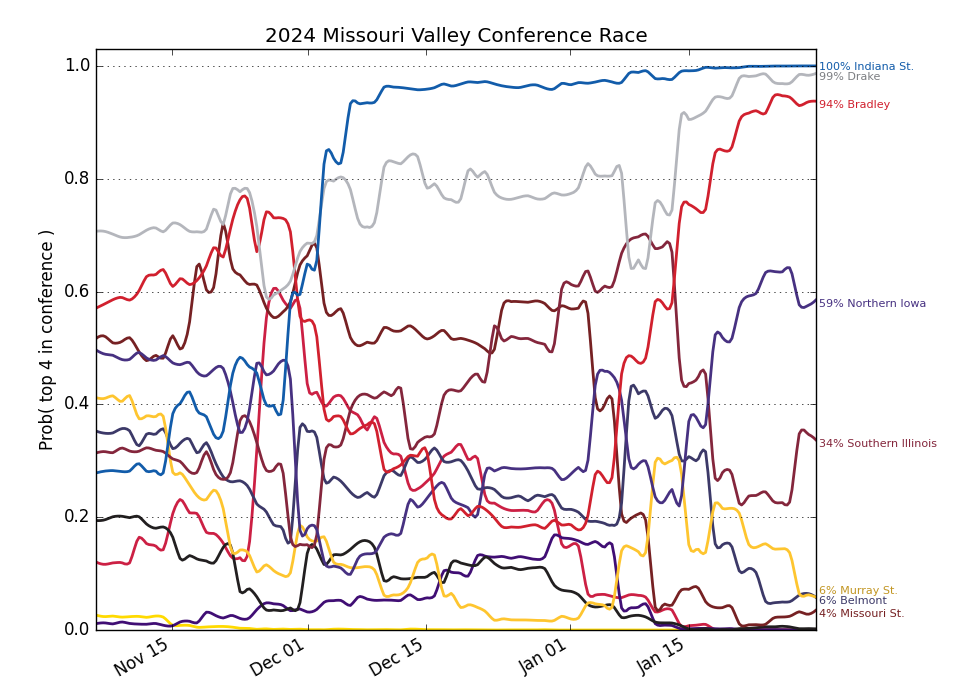 2024 Missouri Valley Conference Race
Prob( top 4 in conference )
1.0
0.8
0.6
0.4
0.2
0.0
Nov 15
Dec 01
Dec 15
Jan 01
Jan 15
100% Indiana St.
99% Drake
94% Bradley
59% Northern Iowa
34% Southern Illinois
6% Murray St.
6% Belmont
4% Missouri St.